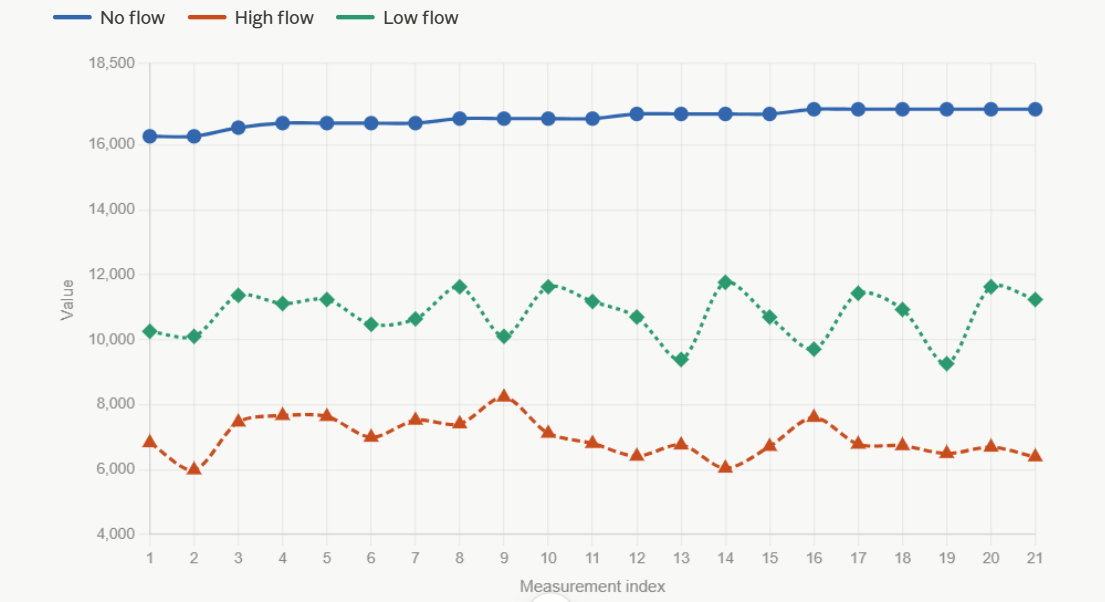 No flow High flow Low flow
18,500
16,000
14,000
12,000
Value
10,000
8,000
6,000
4,000
1 2 3 4 5 6 7 8 9 10 11 12 13 14 15 16 17 18 19 20 21
Measurement index